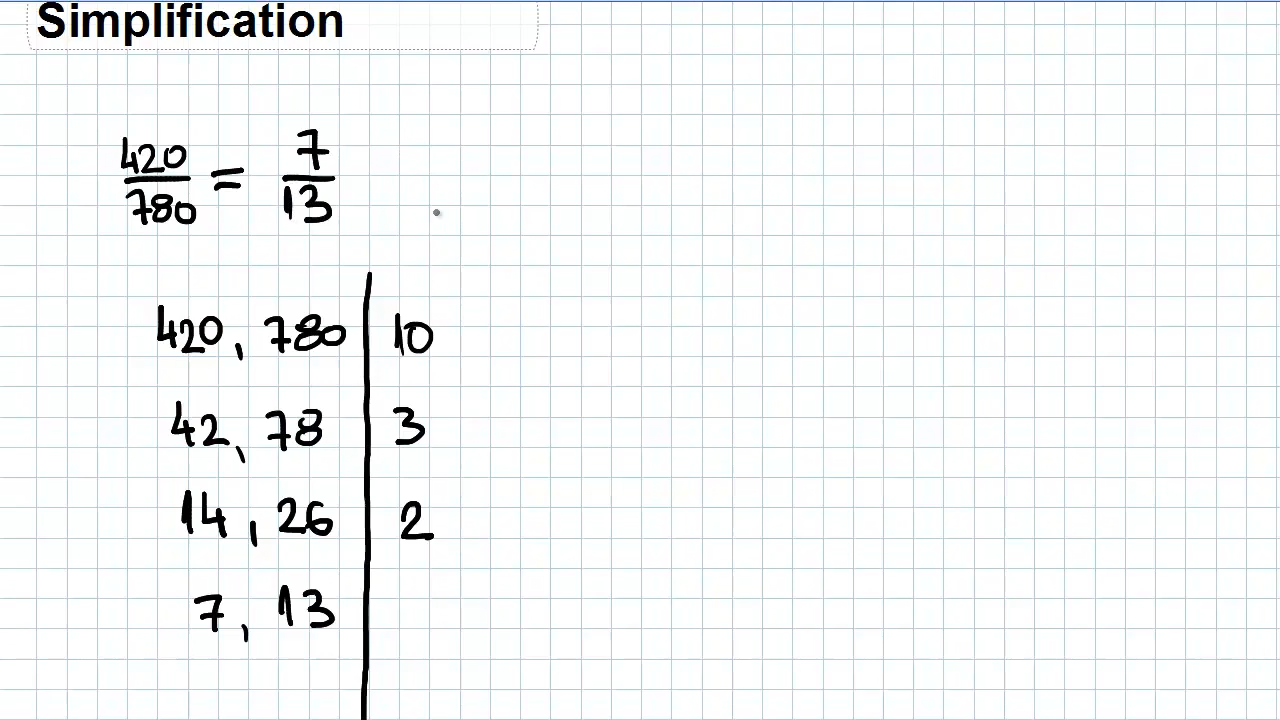 Simplification
420/780 = 7/13
420, 780 | 10
42, 78 | 3
14, 26 | 2
7, 13 |